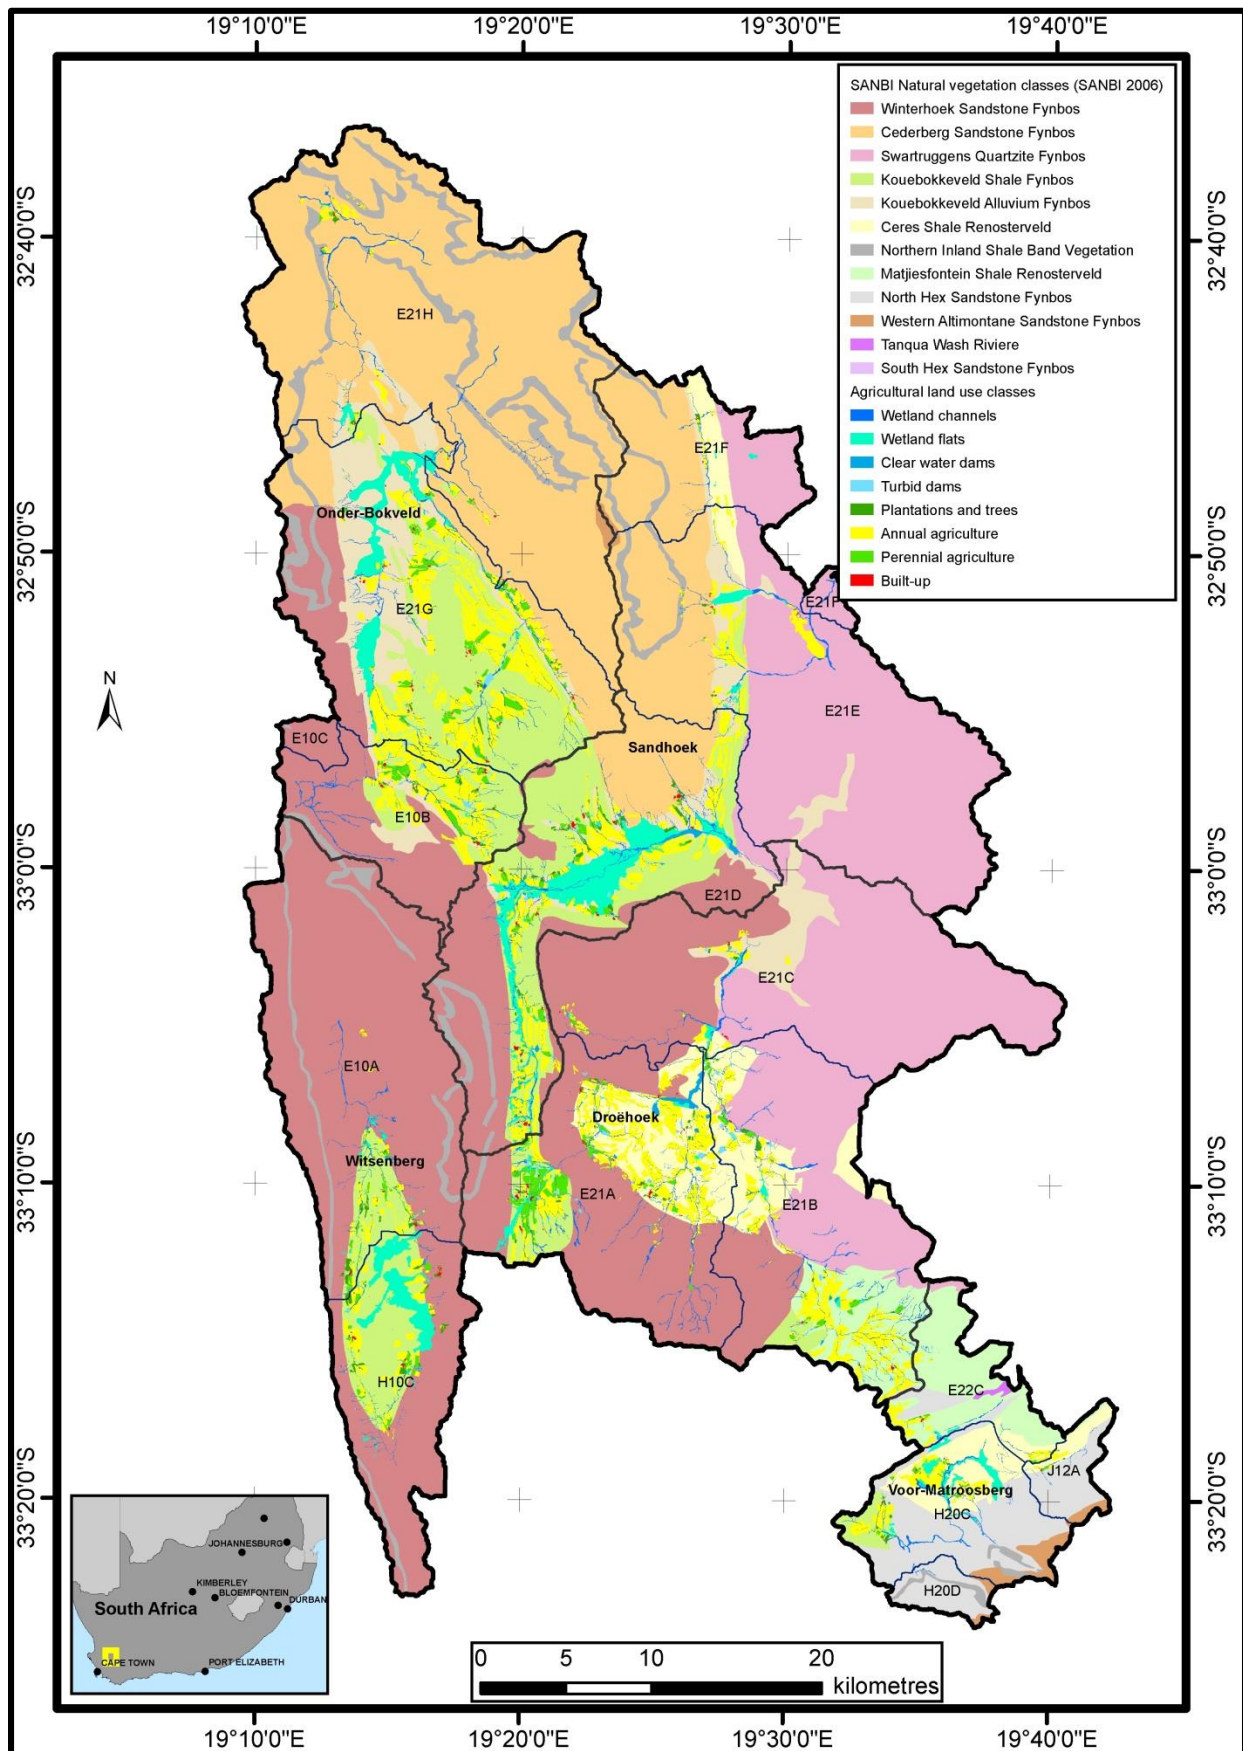 19°10'0"E 19°20'0"E 19°30'0"E 19°40'0"E
SANBI Natural vegetation classes (SANBI 2006)
Winterhoek Sandstone Fynbos
Cederberg Sandstone Fynbos
Swartruggens Quartzite Fynbos
Kouebokkeveld Shale Fynbos
Kouebokkeveld Alluvium Fynbos
Ceres Shale Renosterveld
Northern Inland Shale Band Vegetation
Matjiesfontein Shale Renosterveld
North Hex Sandstone Fynbos
Western Altimontane Sandstone Fynbos
Tanqua Wash Riviere
South Hex Sandstone Fynbos
Agricultural land use classes
Wetland channels
Wetland flats
Clear water dams
Turbid dams
Plantations and trees
Annual agriculture
Perennial agriculture
Built-up
32°40'0"S 32°40'0"S
E21H
E21F
Onder-Bokveld
32°50'0"S 32°50'0"S
E21F
E21G
N
E21E
E10C
Sandhoek
E10B
33°0'0"S 33°0'0"S
E21D
E21C
E10A
Droëhoek
Witsenberg
33°10'0"S 33°10'0"S
E21A
E21B
H10C
E22C
J12A
Voor-Matroosberg
33°20'0"S 33°20'0"S
H20C
H20D
JOHANNESBURG
KIMBERLEY
BLOEMFONTEIN
DURBAN
South Africa
CAPE TOWN
PORT ELIZABETH
0 5 10 20
kilometres
19°10'0"E 19°20'0"E 19°30'0"E 19°40'0"E